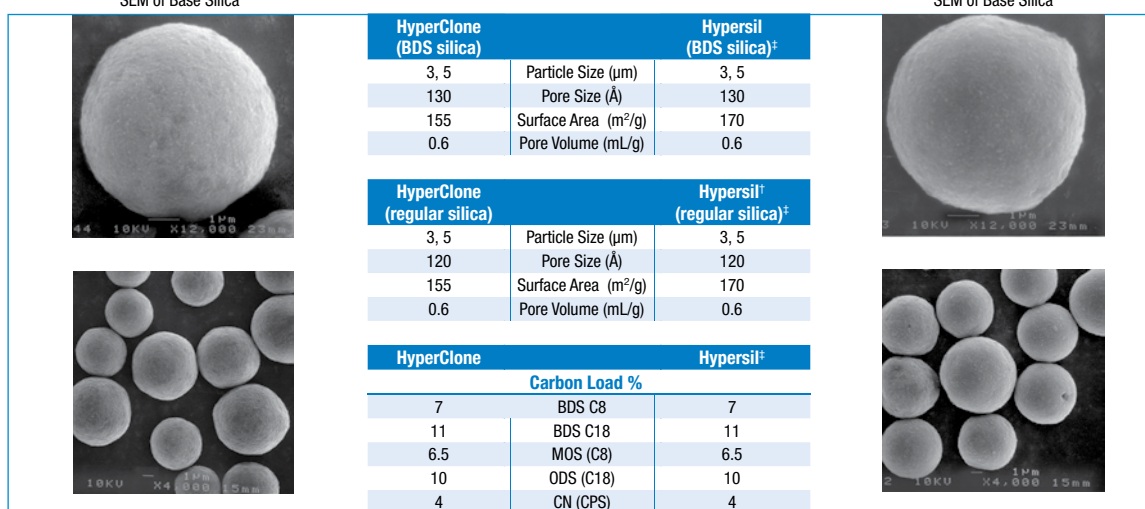 SEM of Base Silica
SEM of Base Silica
44 10KV X12,000 23mm
1µm
10KV X4,000 15mm
1µm
HyperClone
(BDS silica)
Hypersil
(BDS silica)‡
3, 5 Particle Size (µm) 3, 5
130 Pore Size (Å) 130
155 Surface Area (m²/g) 170
0.6 Pore Volume (mL/g) 0.6
HyperClone
(regular silica)
Hypersil†
(regular silica)‡
3, 5 Particle Size (µm) 3, 5
120 Pore Size (Å) 120
155 Surface Area (m²/g) 170
0.6 Pore Volume (mL/g) 0.6
HyperClone Hypersil‡
Carbon Load %
7 BDS C8 7
11 BDS C18 11
6.5 MOS (C8) 6.5
10 ODS (C18) 10
4 CN (CPS) 4
3 10KV X12,000 23mm
1µm
2 10KV X4,000 15mm
1µm